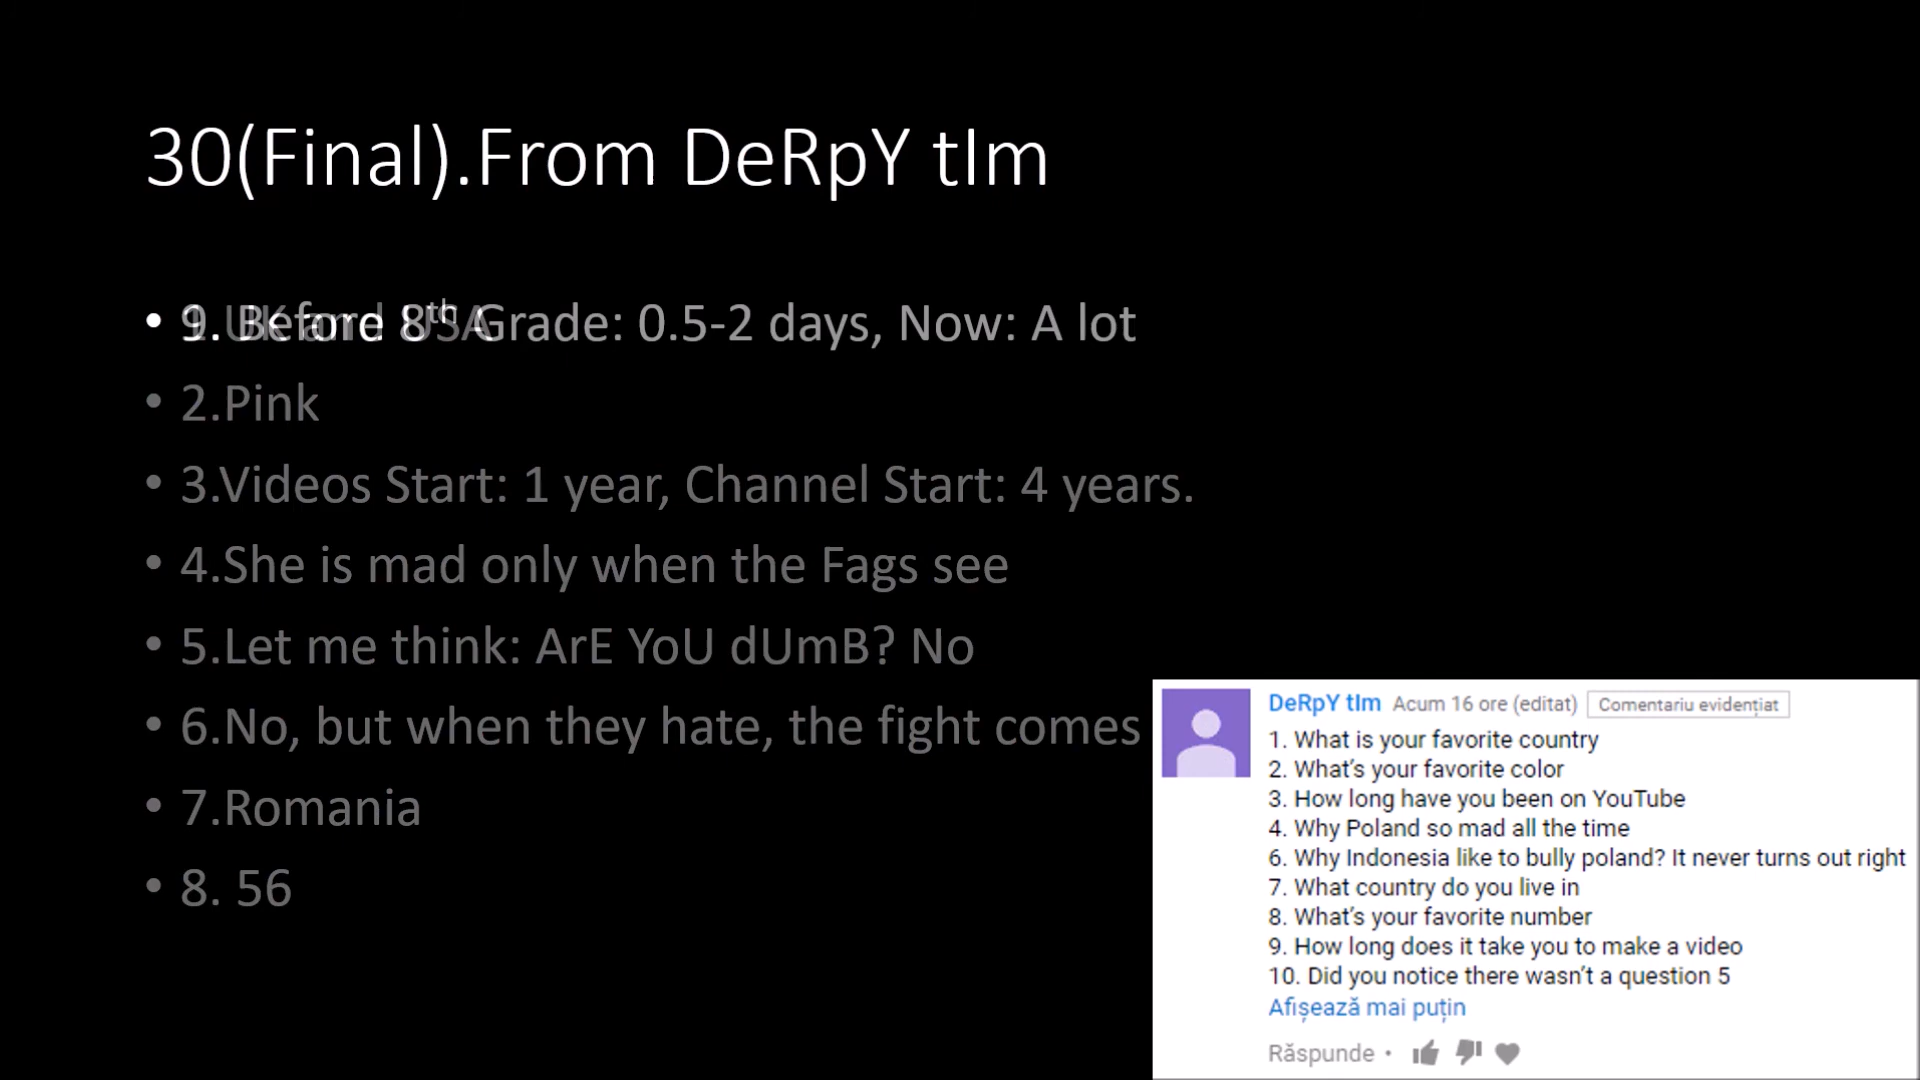 30(Final).From DeRpY tIm
• 1. UK and USA
• 9. Before 8th Grade: 0.5-2 days, Now: A lot
• 2.Pink
• 3.Videos Start: 1 year, Channel Start: 4 years.
• 4.She is mad only when the Fags see
• 5.Let me think: ArE YoU dUmB? No
• 6.No, but when they hate, the fight comes
• 7.Romania
• 8. 56
DeRpY tIm Acum 16 ore (editat) Comentariu evidențiat
1. What is your favorite country
2. What's your favorite color
3. How long have you been on YouTube
4. Why Poland so mad all the time
6. Why Indonesia like to bully poland? It never turns out right
7. What country do you live in
8. What's your favorite number
9. How long does it take you to make a video
10. Did you notice there wasn't a question 5
Afișează mai puțin
Răspunde •